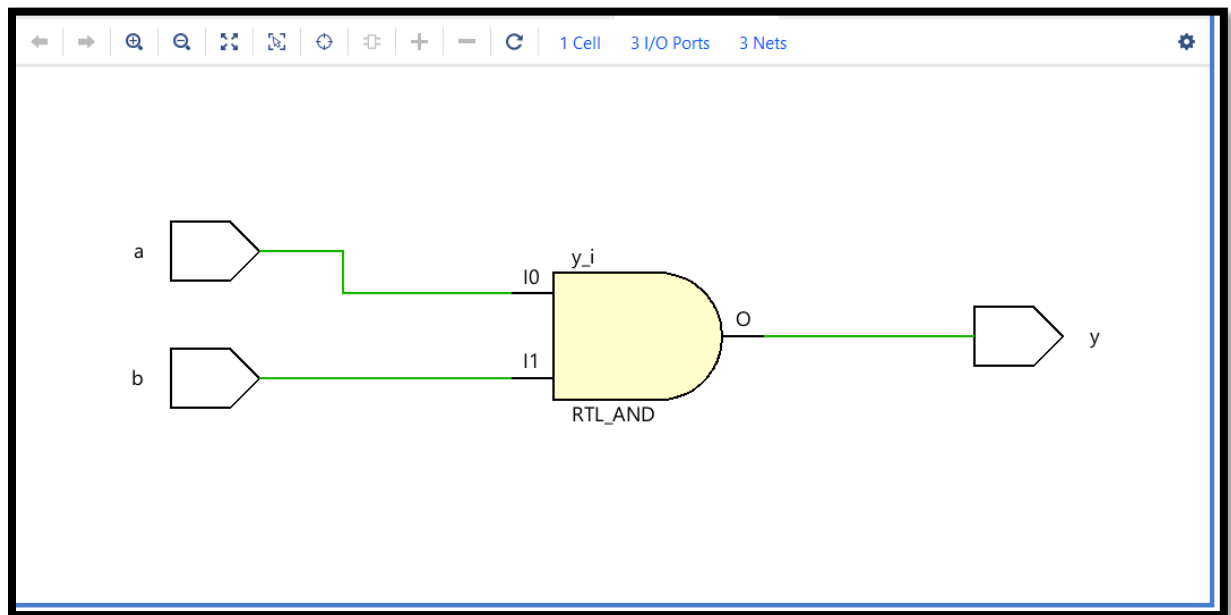 1 Cell 3 I/O Ports 3 Nets
a
y_i
I0
O
y
b
I1
RTL_AND